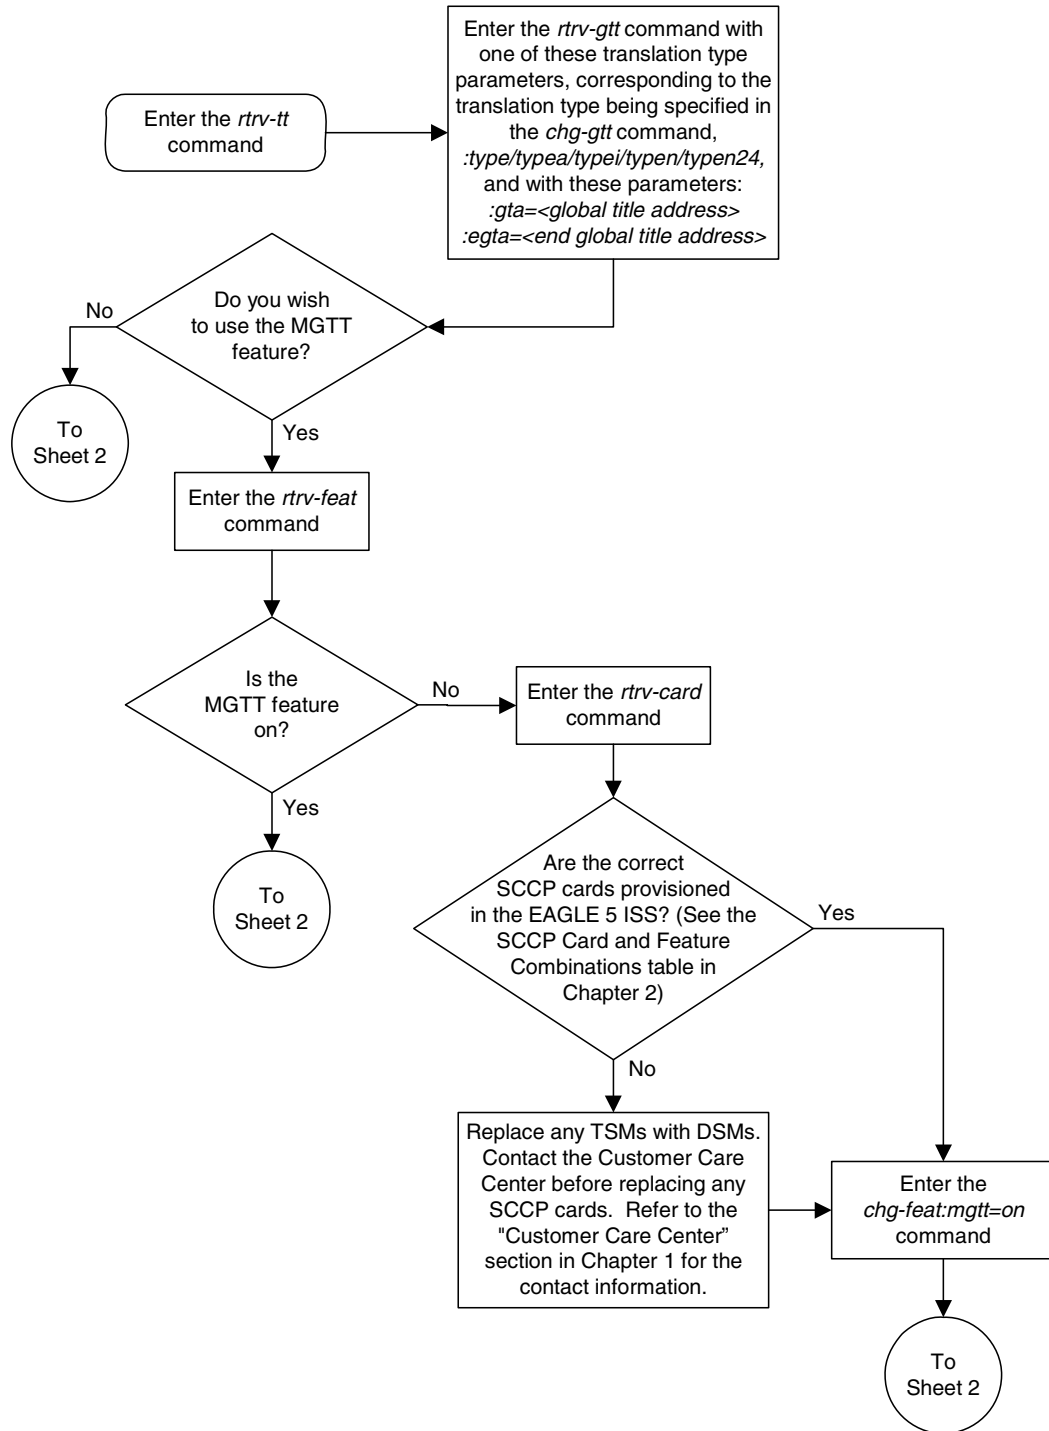 Enter the rtrv-tt
command
Enter the rtrv-gtt command with
one of these translation type
parameters, corresponding to the
translation type being specified in
the chg-gtt command,
:type/typea/typei/typen/typen24,
and with these parameters:
:gta=<global title address>
:egta=<end global title address>
Do you wish
to use the MGTT
feature?
No
To
Sheet 2
Yes
Enter the rtrv-feat
command
Is the
MGTT feature
on?
No
Enter the rtrv-card
command
Yes
To
Sheet 2
Are the correct
SCCP cards provisioned
in the EAGLE 5 ISS? (See the
SCCP Card and Feature
Combinations table in
Chapter 2)
Yes
No
Replace any TSMs with DSMs.
Contact the Customer Care
Center before replacing any
SCCP cards.  Refer to the
"Customer Care Center”
section in Chapter 1 for the
contact information.
Enter the
chg-feat:mgtt=on
command
To
Sheet 2